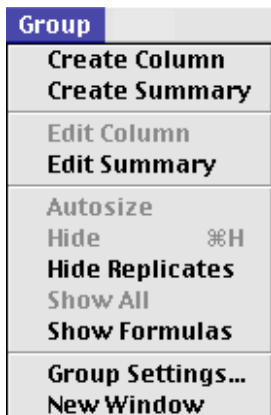 Group
Create Column
Create Summary
Edit Column
Edit Summary
Autosize
Hide ⌘H
Hide Replicates
Show All
Show Formulas
Group Settings...
New Window